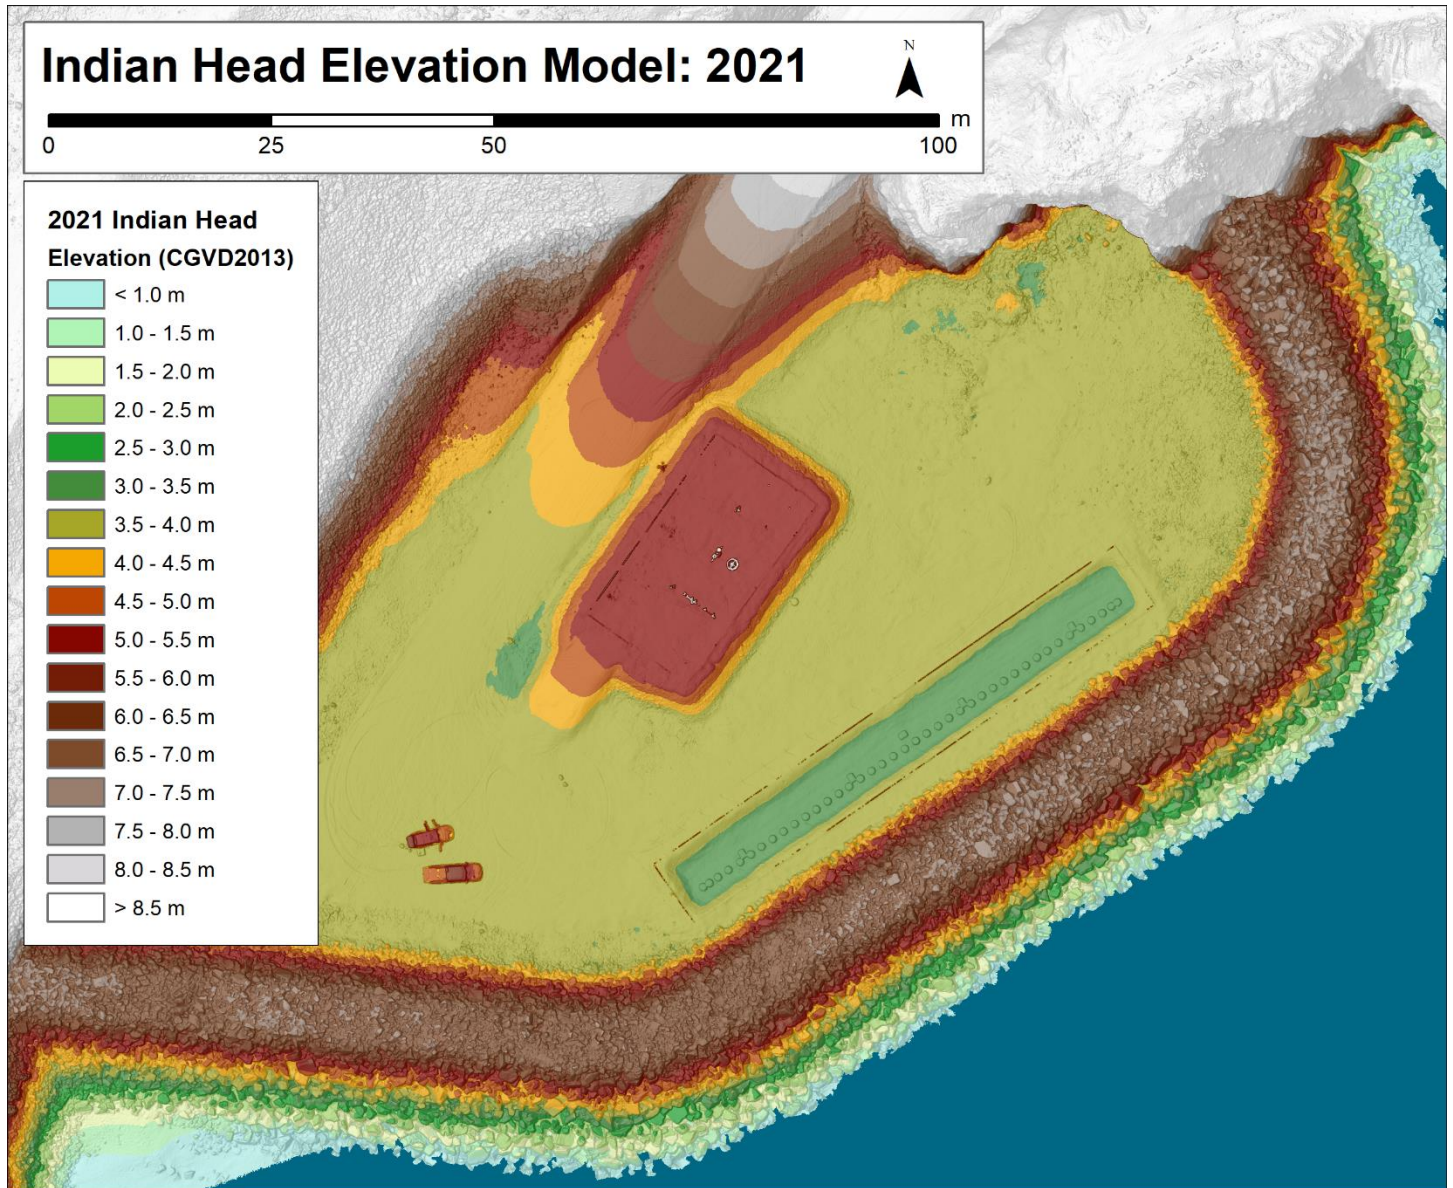 Indian Head Elevation Model: 2021
N
m
0 25 50 100
2021 Indian Head
Elevation (CGVD2013)
< 1.0 m
1.0 - 1.5 m
1.5 - 2.0 m
2.0 - 2.5 m
2.5 - 3.0 m
3.0 - 3.5 m
3.5 - 4.0 m
4.0 - 4.5 m
4.5 - 5.0 m
5.0 - 5.5 m
5.5 - 6.0 m
6.0 - 6.5 m
6.5 - 7.0 m
7.0 - 7.5 m
7.5 - 8.0 m
8.0 - 8.5 m
> 8.5 m